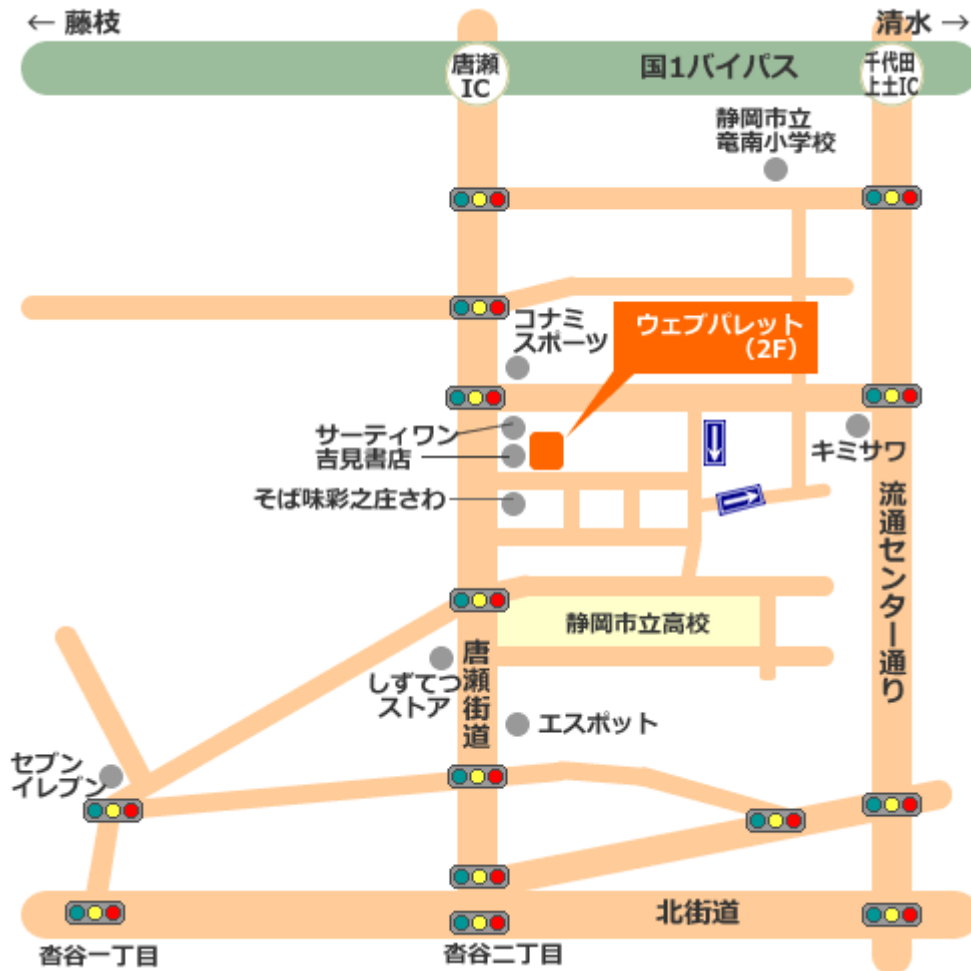 ← 藤枝
清水 →
唐瀬
IC
国1バイパス
千代田
上土IC
静岡市立
竜南小学校
コナミ
スポーツ
ウェブパレット
（2F）
サーティワン
吉見書店
キミサワ
そば味彩之庄さわ
流通センター通り
静岡市立高校
唐瀬街道
しずてつ
ストア
エスポット
セブン
イレブン
北街道
沓谷一丁目
沓谷二丁目